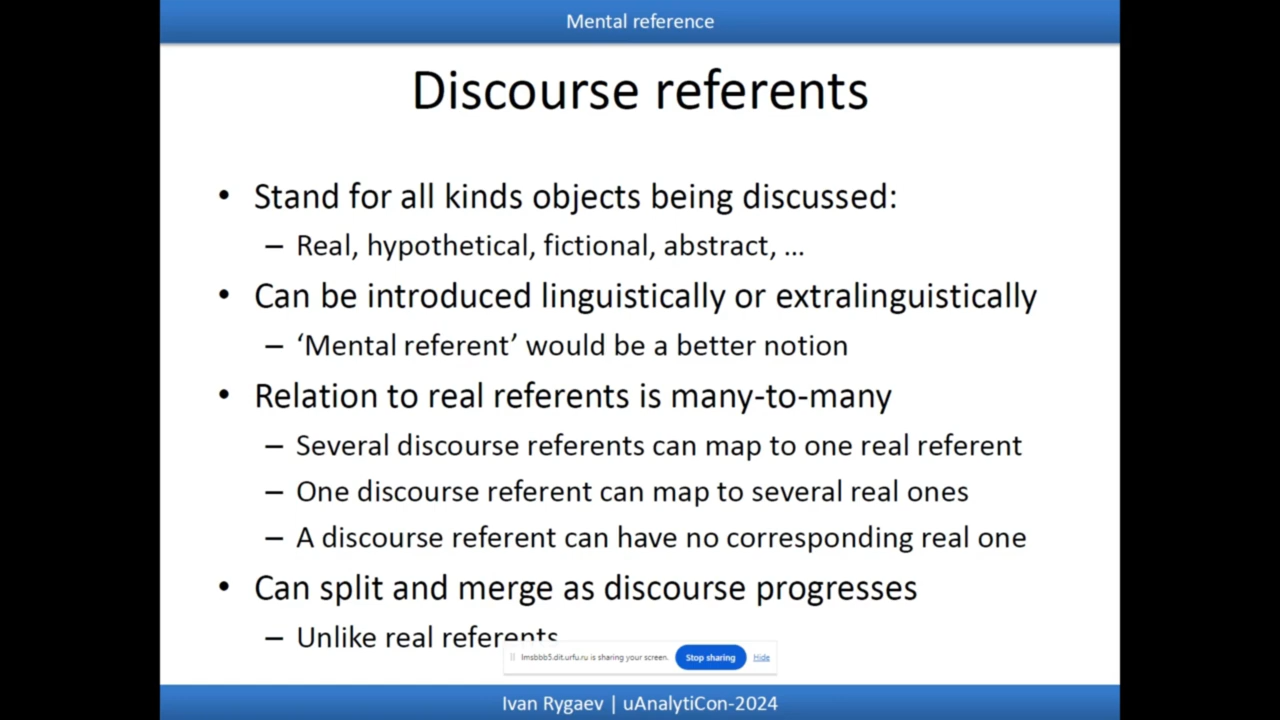 Mental reference
Discourse referents
• Stand for all kinds objects being discussed:
– Real, hypothetical, fictional, abstract, ...
• Can be introduced linguistically or extralinguistically
– ‘Mental referent’ would be a better notion
• Relation to real referents is many-to-many
– Several discourse referents can map to one real referent
– One discourse referent can map to several real ones
– A discourse referent can have no corresponding real one
• Can split and merge as discourse progresses
– Unlike real referents
lmsbbb5.dit.urfu.ru is sharing your screen. Stop sharing Hide
Ivan Rygaev | uAnalytiCon-2024